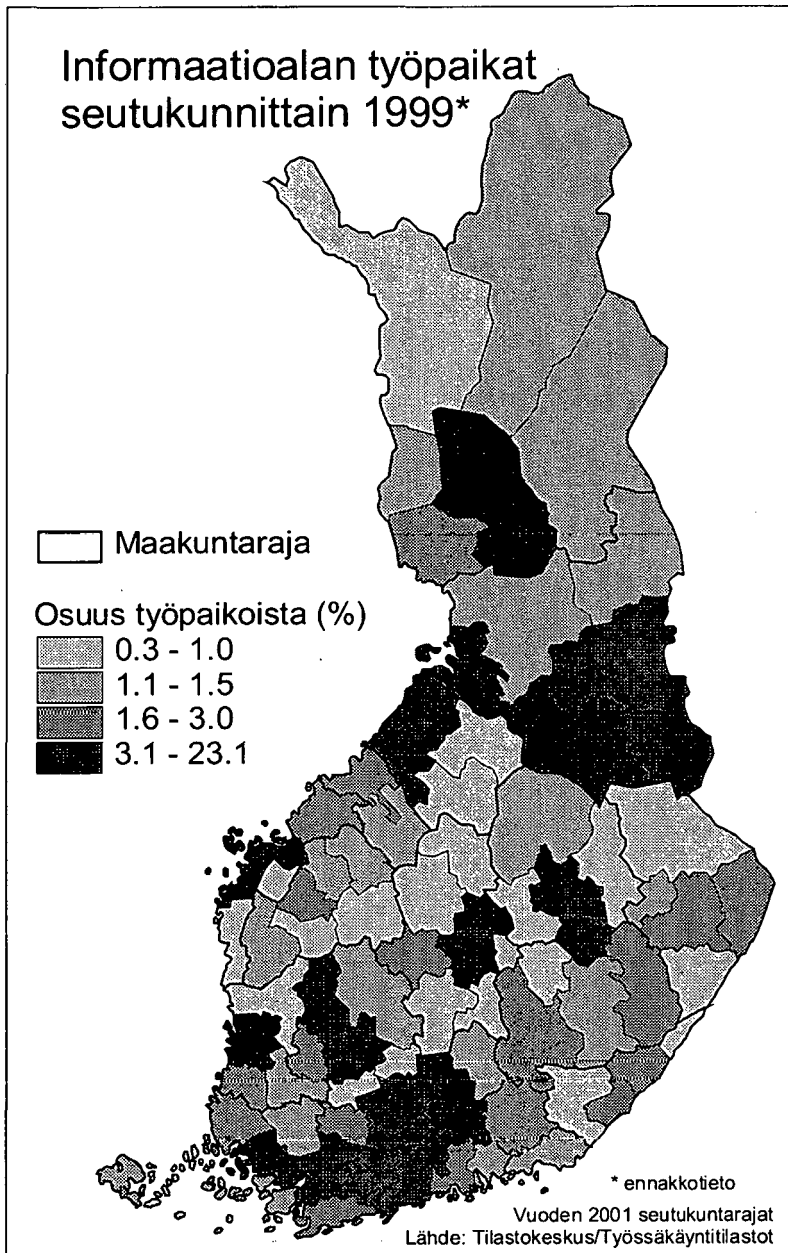 Informaatioalan työpaikat
seutukunnittain 1999*
Maakuntaraja
Osuus työpaikoista (%)
0.3 - 1.0
1.1 - 1.5
1.6 - 3.0
3.1 - 23.1
* ennakkotieto
Vuoden 2001 seutukuntarajat
Lähde: Tilastokeskus/Työssäkäyntitilastot